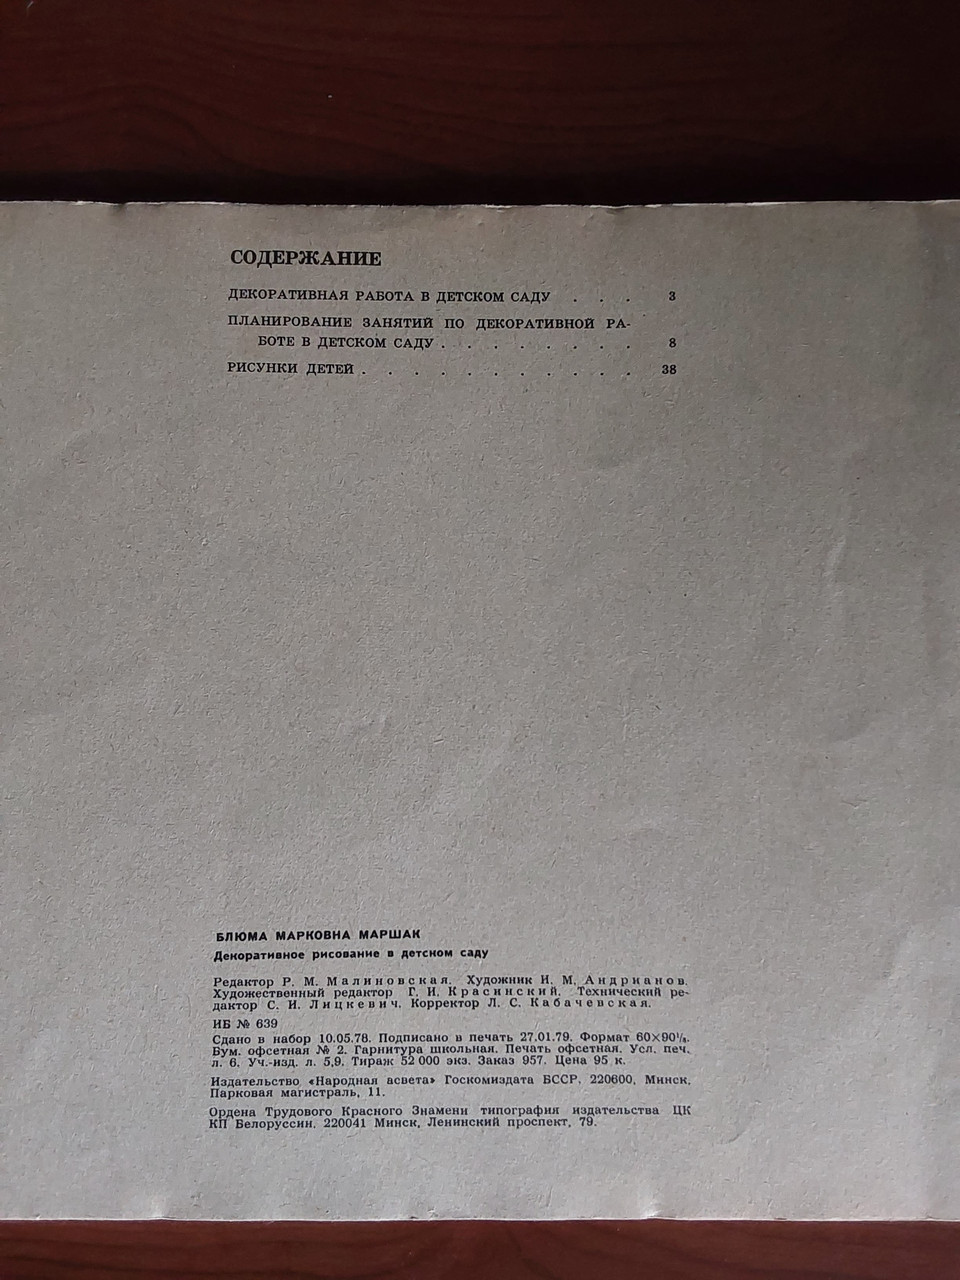 СОДЕРЖАНИЕ
ДЕКОРАТИВНАЯ РАБОТА В ДЕТСКОМ САДУ . . . 3
ПЛАНИРОВАНИЕ ЗАНЯТИЙ ПО ДЕКОРАТИВНОЙ РА-
БОТЕ В ДЕТСКОМ САДУ . . . . . . . . 8
РИСУНКИ ДЕТЕЙ . . . . . . . . . . . 38
БЛЮМА МАРКОВНА МАРШАК
Декоративное рисование в детском саду
Редактор Р. М. Малиновская. Художник И. М. Андрианов.
Художественный редактор Г. И. Красинский. Технический ре-
дактор С. И. Лицкевич. Корректор Л. С. Кабачевская.
ИБ № 639
Сдано в набор 10.05.78. Подписано в печать 27.01.79. Формат 60×90⅛.
Бум. офсетная № 2. Гарнитура школьная. Печать офсетная. Усл. печ.
л. 6. Уч.-изд. л. 5,9. Тираж 52 000 экз. Заказ 957. Цена 95 к.
Издательство «Народная асвета» Госкомиздата БССР. 220600, Минск,
Парковая магистраль, 11.
Ордена Трудового Красного Знамени типография издательства ЦК
КП Белоруссии. 220041 Минск, Ленинский проспект, 79.